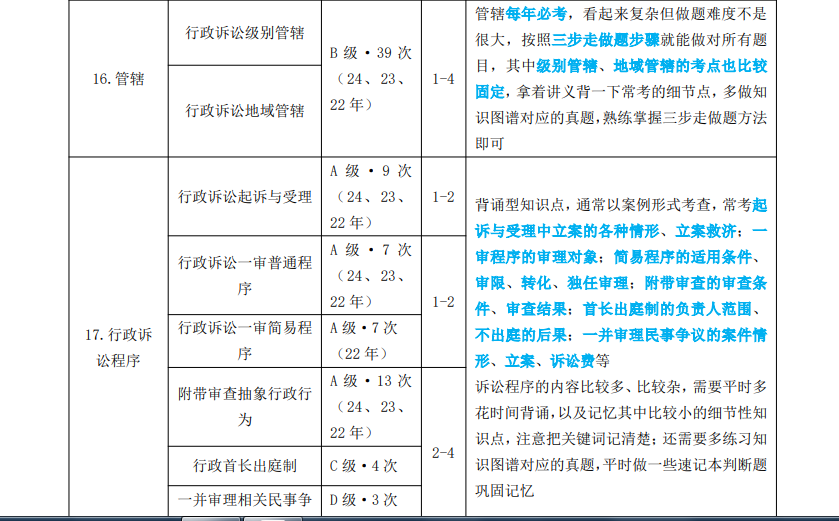 16.管辖
行政诉讼级别管辖
行政诉讼地域管辖
B 级·39 次
（24、23、
22 年）
1-4
管辖每年必考，看起来复杂但做题难度不是
很大，按照三步走做题步骤就能做对所有题
目，其中级别管辖、地域管辖的考点也比较
固定，拿着讲义背一下常考的细节点，多做知
识图谱对应的真题，熟练掌握三步走做题方法
即可
17.行政诉
讼程序
行政诉讼起诉与受理
A 级·9 次
（24、23、
22 年）
1-2
行政诉讼一审普通程
序
A 级·7 次
（24、23、
22 年）
1-2
行政诉讼一审简易程
序
A 级·7 次
（22 年）
附带审查抽象行政行
为
A 级·13 次
（24、23、
22 年）
2-4
行政首长出庭制
C 级·4 次
一并审理相关民事争
D 级·3 次
背诵型知识点，通常以案例形式考查，常考起
诉与受理中立案的各种情形、立案救济；一
审程序的审理对象；简易程序的适用条件、
审限、转化、独任审理；附带审查的审查条
件、审查结果；首长出庭制的负责人范围、
不出庭的后果；一并审理民事争议的案件情
形、立案、诉讼费等
诉讼程序的内容比较多、比较杂，需要平时多
花时间背诵，以及记忆其中比较小的细节性知
识点，注意把关键词记清楚；还需要多练习知
识图谱对应的真题，平时做一些速记本判断题
巩固记忆